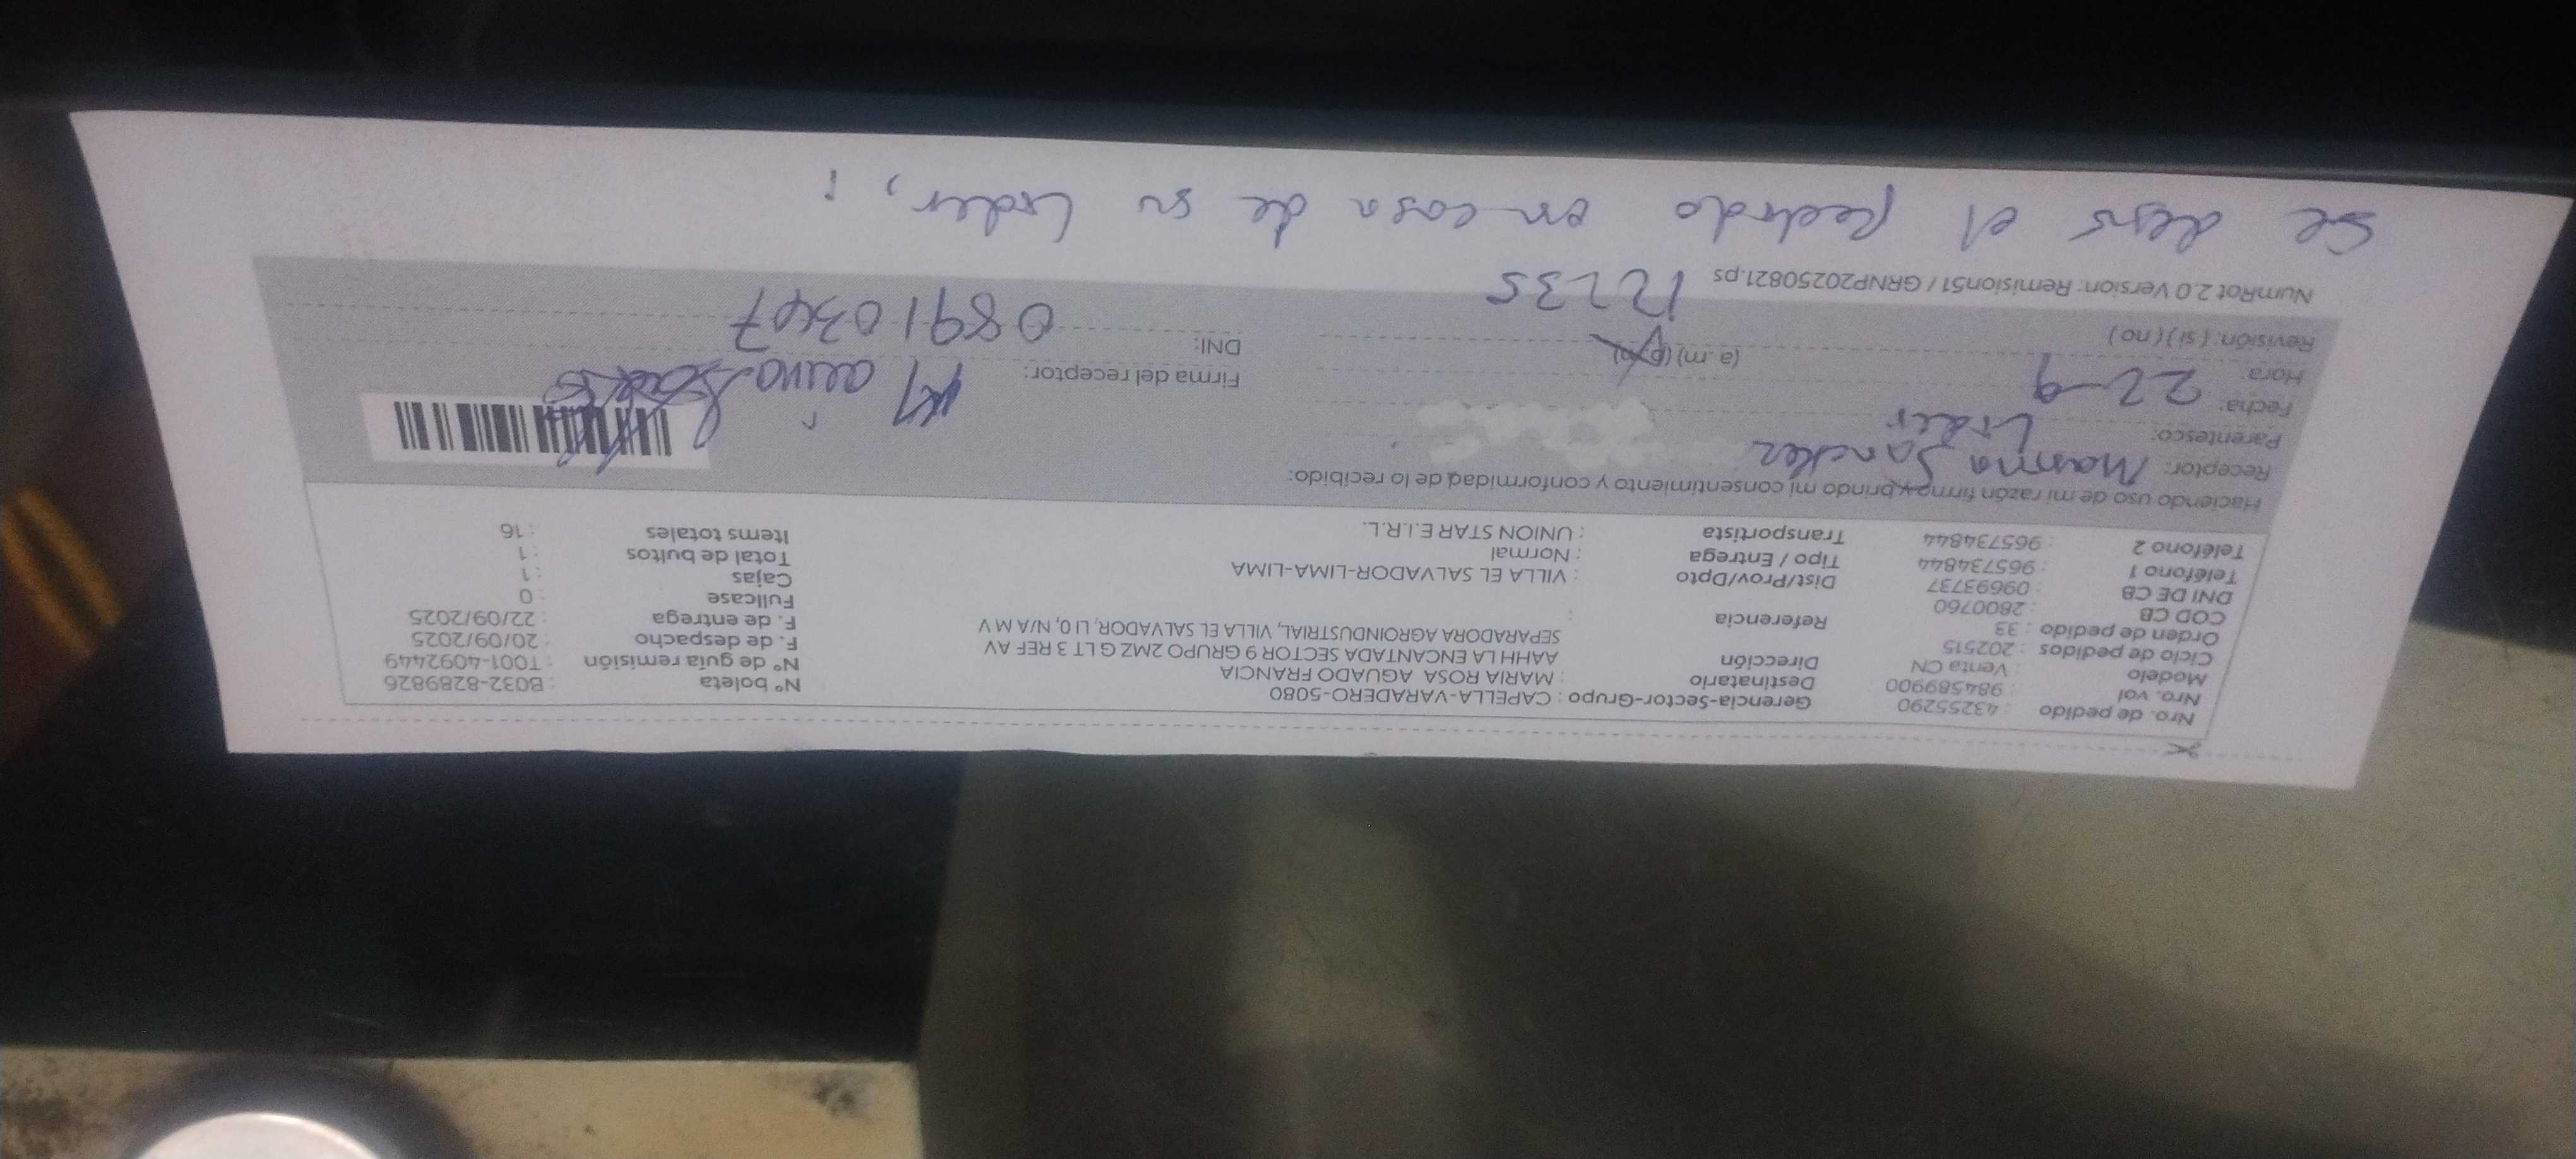 Nro. de pedido : 43255290
Nro. val : 984589900
Modelo : Venta CN
Ciclo de pedidos : 202515
Orden de pedido : 33
COD CB : 2800760
DNI DE CB : 09693737
Teléfono 1 : 965734844
Teléfono 2 : 965734844
Gerencia-Sector-Grupo : CAPELLA-VARADERO-5080
Destinatario : MARIA ROSA AGUADO FRANCIA
Dirección : AAHH LA ENCANTADA SECTOR 9 GRUPO 2MZ G LT 3 REF AV
SEPARADORA AGROINDUSTRIAL, VILLA EL SALVADOR, LI 0, N/A M V
Referencia :
Dist/Prov/Dpto : VILLA EL SALVADOR-LIMA-LIMA
Tipo / Entrega : Normal
Transportista : UNION STAR E.I.R.L.
N° boleta : B032-8289826
N° de guía remisión : T001-4092449
F. de despacho : 20/09/2025
F. de entrega : 22/09/2025
Fullcase : 0
Cajas : 1
Total de bultos : 1
Items totales : 16
Haciendo uso de mi razón firmo y brindo mi consentimiento y conformidad de lo recibido:
Receptor: Marina Sanchez
Parentesco: Lider
Fecha: 22-9
Hora: (a. m) (p. m)
Revisión: ( si ) ( no )
12235
Firma del receptor: Marina
DNI: 08910347
NumRot 2.0 Version: Remision51 / GRNP20250821.ps
Se dejo el pedido en casa de su Lider,